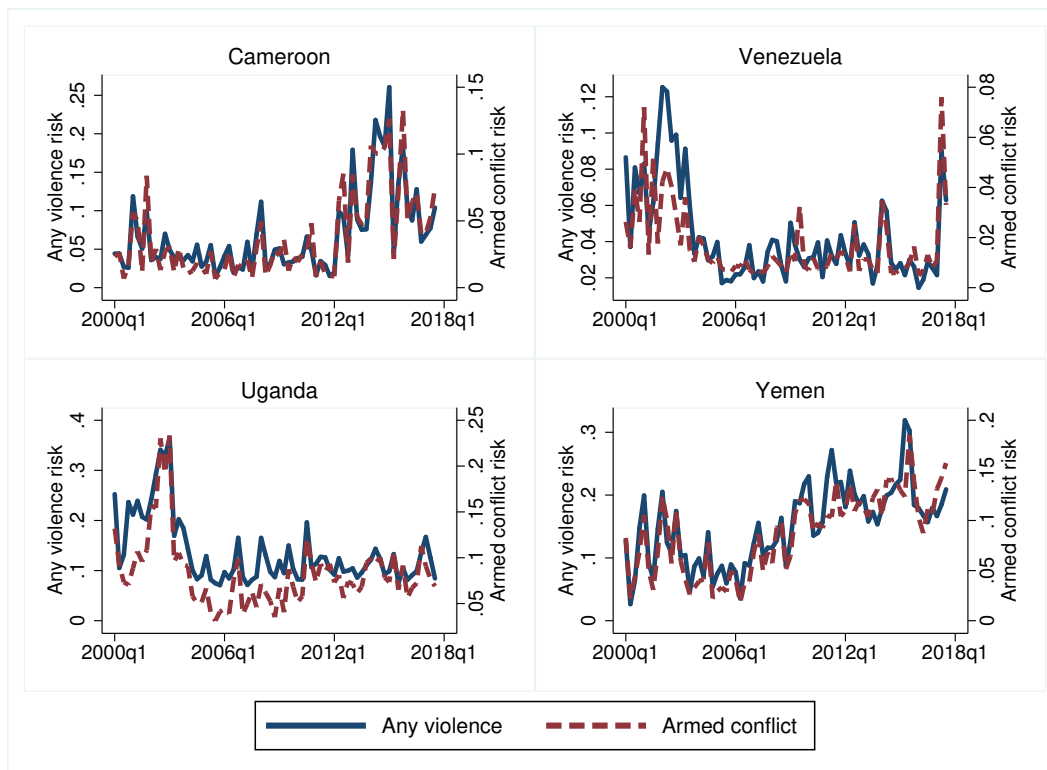 Cameroon
Any violence risk
0 .05 .1 .15 .2 .25
0 .05 .1 .15
Armed conflict risk
2000q1 2006q1 2012q1 2018q1
Venezuela
Any violence risk
.02 .04 .06 .08 .1 .12
0 .02 .04 .06 .08
Armed conflict risk
2000q1 2006q1 2012q1 2018q1
Uganda
Any violence risk
0 .1 .2 .3 .4
.05 .1 .15 .2 .25
Armed conflict risk
2000q1 2006q1 2012q1 2018q1
Yemen
Any violence risk
0 .1 .2 .3
0 .05 .1 .15 .2
Armed conflict risk
2000q1 2006q1 2012q1 2018q1
Any violence
Armed conflict